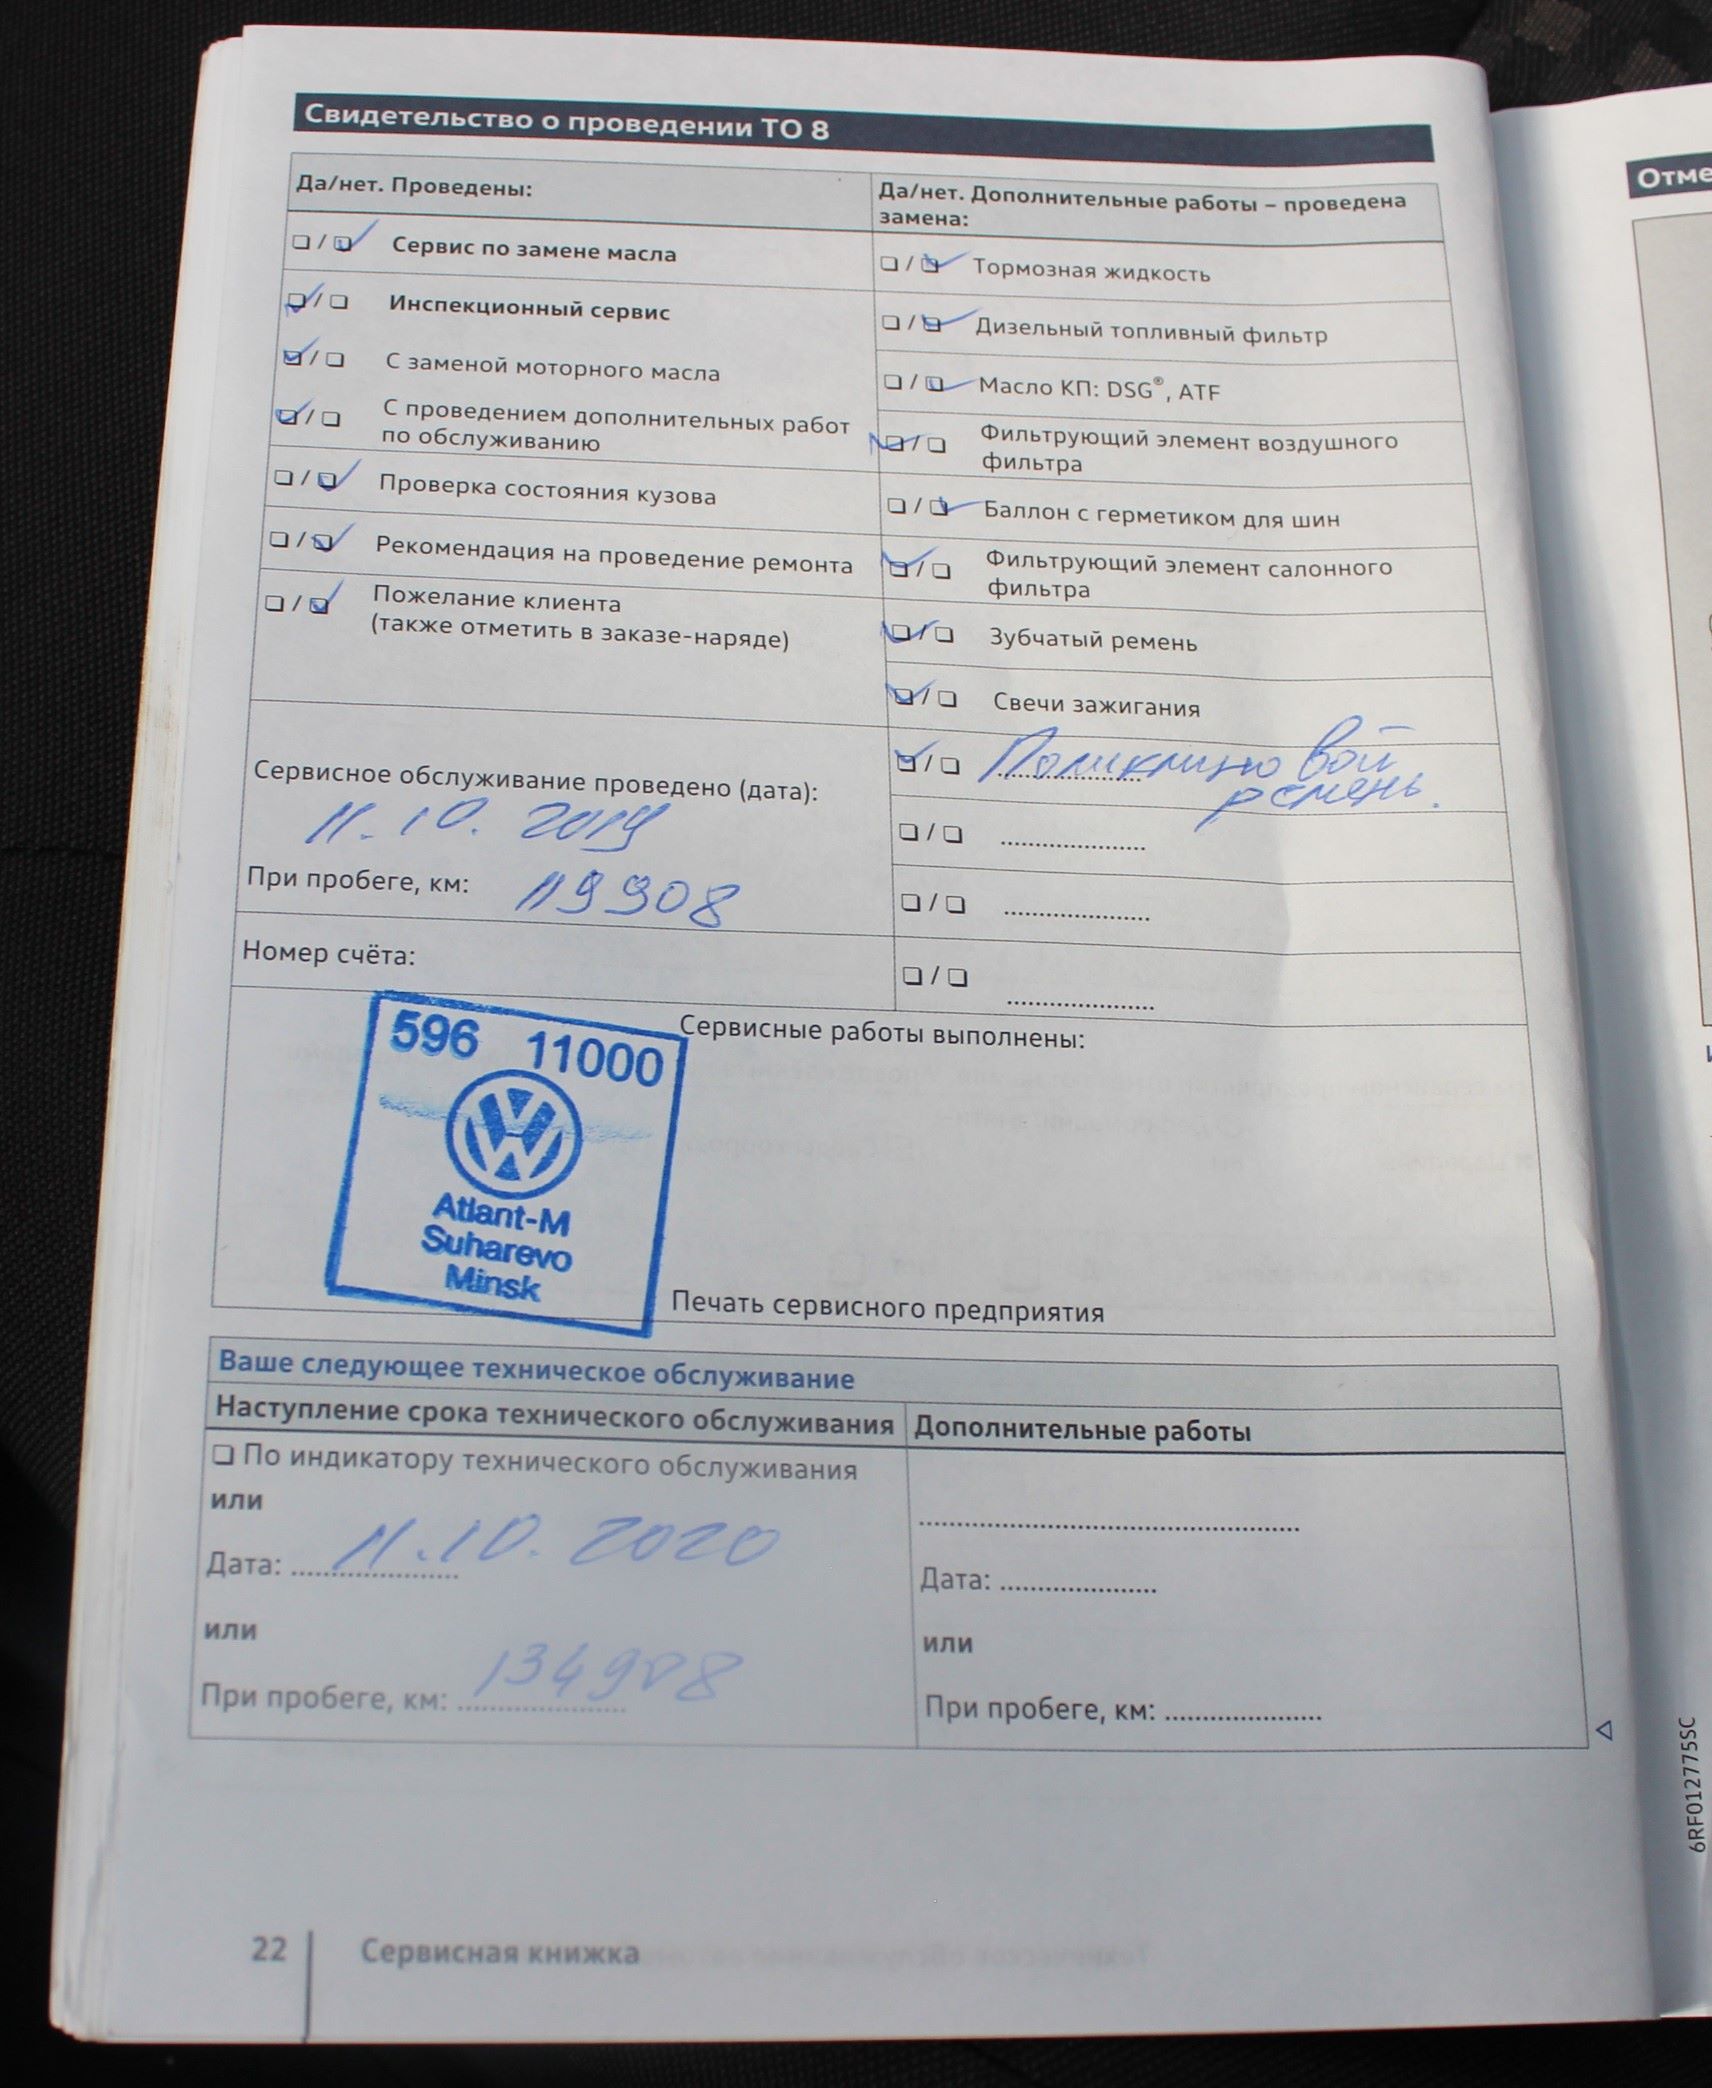 Свидетельство о проведении ТО 8
Да/нет. Проведены:
❑ / ❑ Сервис по замене масла
❑ / ❑ Инспекционный сервис
❑ / ❑ С заменой моторного масла
❑ / ❑ С проведением дополнительных работ
по обслуживанию
❑ / ❑ Проверка состояния кузова
❑ / ❑ Рекомендация на проведение ремонта
❑ / ❑ Пожелание клиента
(также отметить в заказе-наряде)
Сервисное обслуживание проведено (дата):
11.10.2019
При пробеге, км: 119908
Номер счёта:
Да/нет. Дополнительные работы – проведена
замена:
❑ / ❑ Тормозная жидкость
❑ / ❑ Дизельный топливный фильтр
❑ / ❑ Масло КП: DSG®, ATF
❑ / ❑ Фильтрующий элемент воздушного
фильтра
❑ / ❑ Баллон с герметиком для шин
❑ / ❑ Фильтрующий элемент салонного
фильтра
❑ / ❑ Зубчатый ремень
❑ / ❑ Свечи зажигания
❑ / ❑ Поликлиновой
ремень.
❑ / ❑ ......................
❑ / ❑ ......................
❑ / ❑ ......................
Сервисные работы выполнены:
596 11000
Atlant-M
Suharevo
Minsk
Печать сервисного предприятия
Ваше следующее техническое обслуживание
Наступление срока технического обслуживания
❑ По индикатору технического обслуживания
или
Дата: 11.10.2020
или
При пробеге, км: 134908
Дополнительные работы
Дата: ......................
или
При пробеге, км: ......................
22 Сервисная книжка
Отме
6RF012775SC